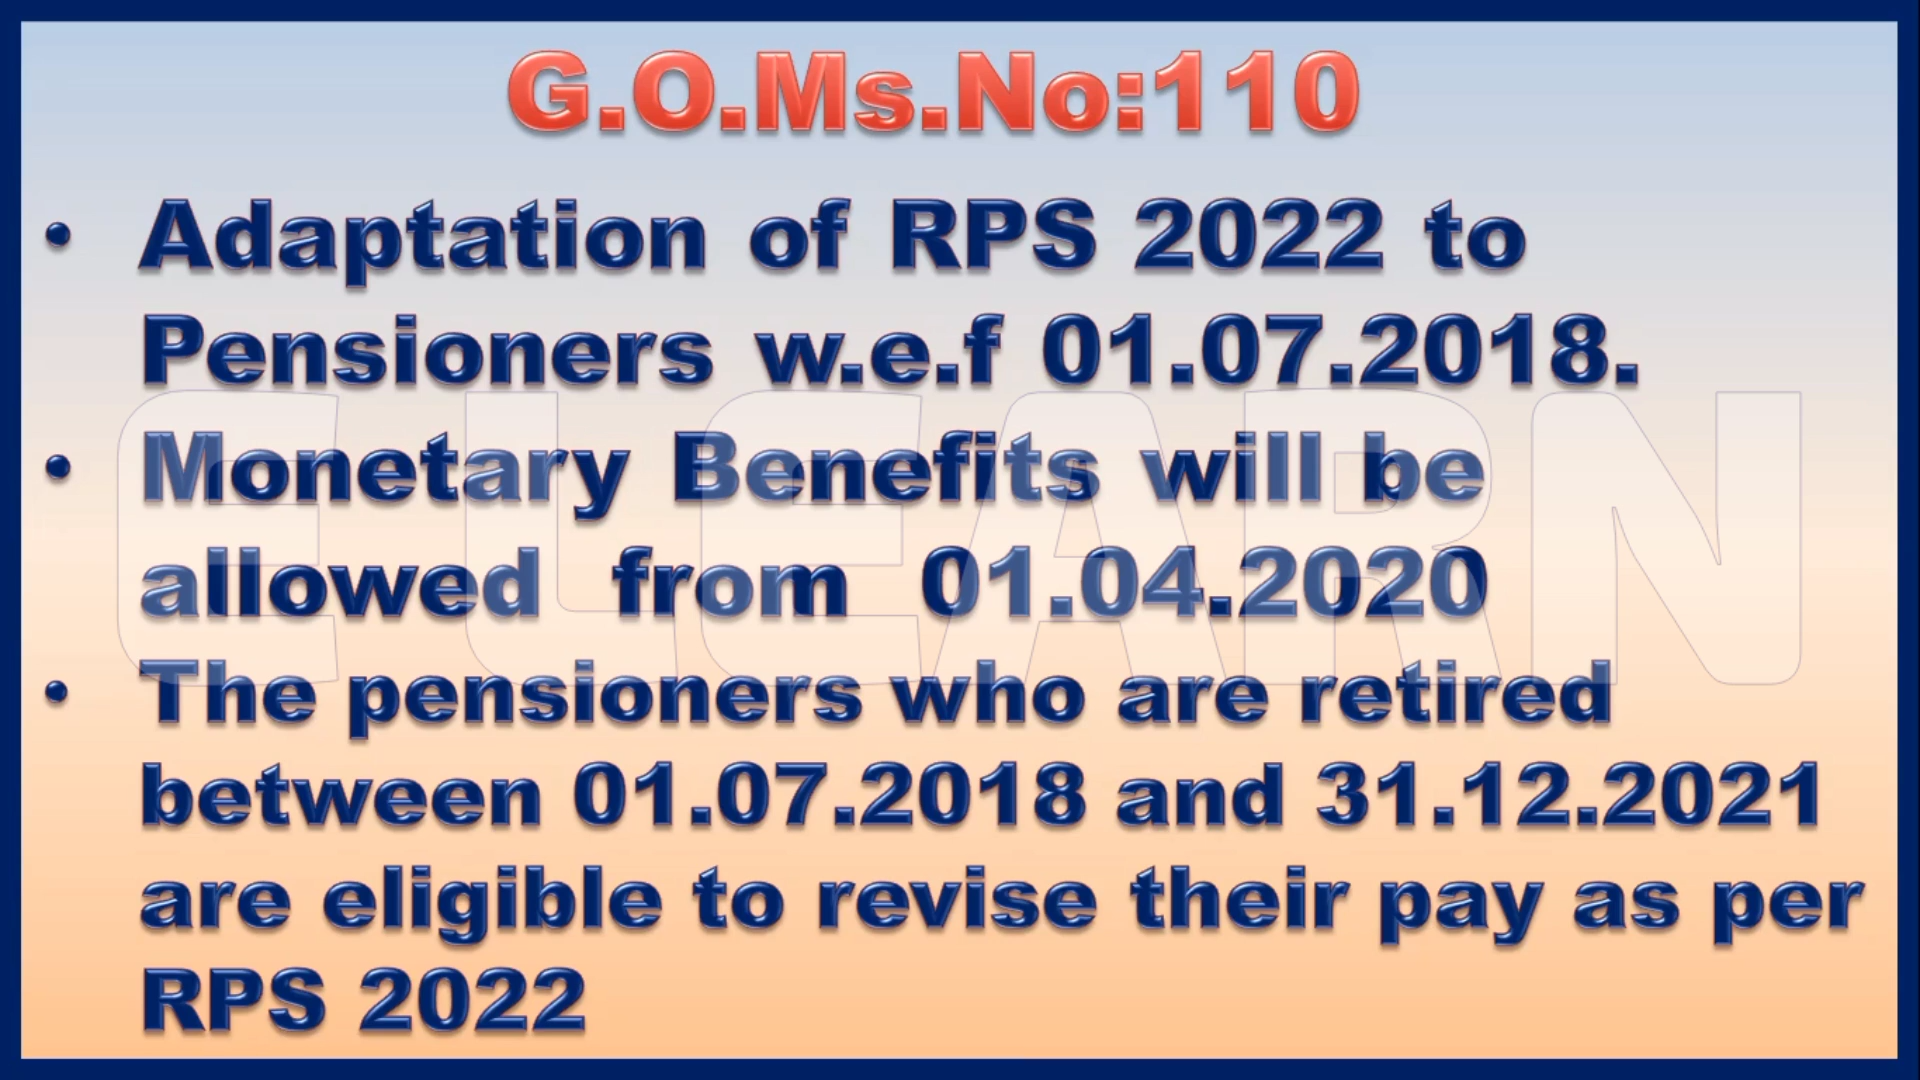 G.O.Ms.No:110
• Adaptation of RPS 2022 to
Pensioners w.e.f 01.07.2018.
• Monetary Benefits will be
allowed from 01.04.2020
• The pensioners who are retired
between 01.07.2018 and 31.12.2021
are eligible to revise their pay as per
RPS 2022
ELEARN